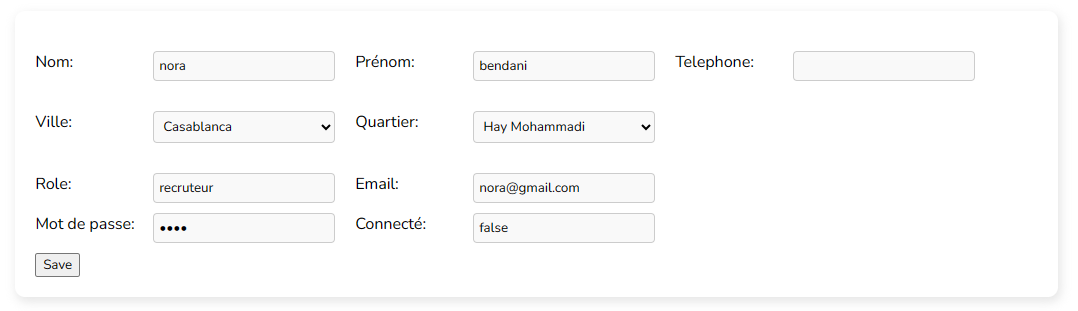 Nom: nora Prénom: bendani Telephone:
Ville: Casablanca Quartier: Hay Mohammadi
Role: recruteur Email: nora@gmail.com
Mot de passe: •••• Connecté: false
Save